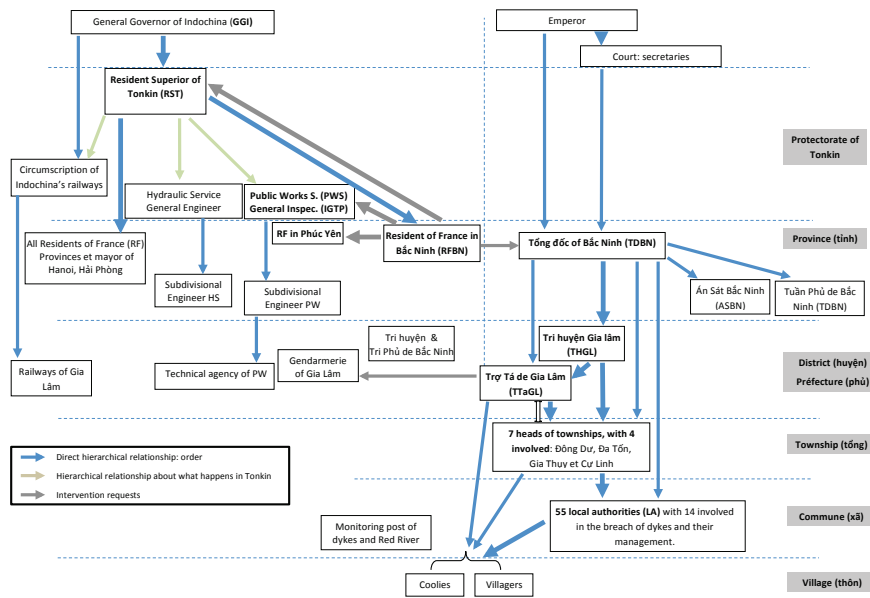 General Governor of Indochina (GGI)
Emperor
Court: secretaries
Resident Superior of
Tonkin (RST)
Protectorate of
Tonkin
Circumscription of
Indochina's railways
Hydraulic Service
General Engineer
Public Works S. (PWS)
General Inspec. (IGTP)
RF in Phúc Yên
Resident of France in
Bắc Ninh (RFBN)
Tổng đốc of Bắc Ninh (TDBN)
Province (tỉnh)
All Residents of France (RF)
Provinces et mayor of
Hanoi, Hải Phòng
Subdivisional
Engineer HS
Subdivisional
Engineer PW
Án Sát Bắc Ninh
(ASBN)
Tuần Phủ de Bắc
Ninh (TDBN)
Tri huyện &
Tri Phủ de Bắc Ninh
Tri huyện Gia lâm
(THGL)
Railways of Gia
Lâm
Technical agency of PW
Gendarmerie
of Gia Lâm
Trợ Tá de Gia Lâm
(TTaGL)
District (huyện)
Préfecture (phủ)
7 heads of townships, with 4
involved: Đông Dư, Đa Tốn,
Gia Thụy et Cự Linh
Township (tổng)
Direct hierarchical relationship: order
Hierarchical relationship about what happens in Tonkin
Intervention requests
Monitoring post of
dykes and Red River
55 local authorities (LA) with 14 involved
in the breach of dykes and their
management.
Commune (xã)
Coolies
Villagers
Village (thôn)